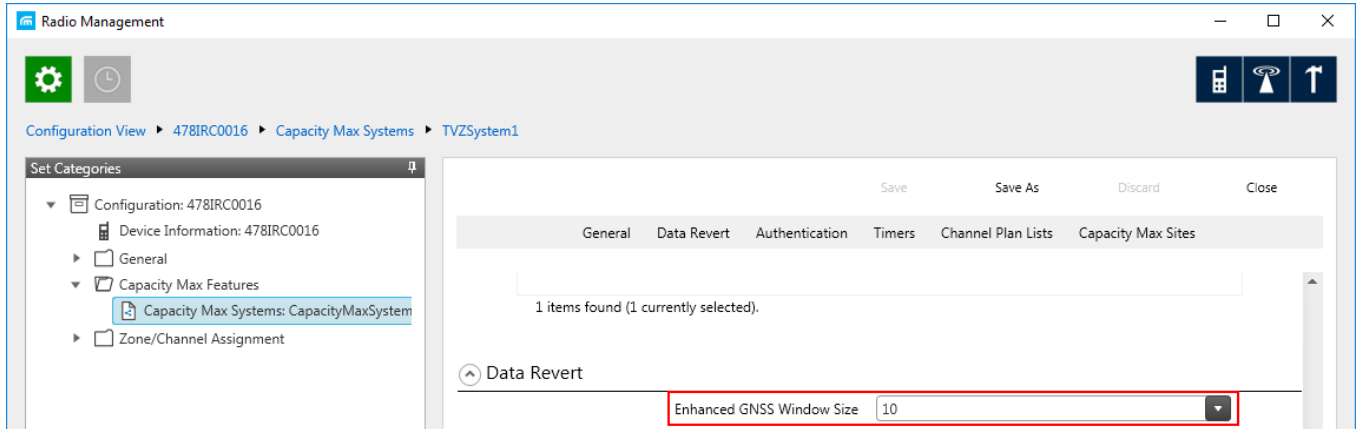 Radio Management
Configuration View ▶ 478IRC0016 ▶ Capacity Max Systems ▶ TVZSystem1
Set Categories
Configuration: 478IRC0016
Device Information: 478IRC0016
General
Capacity Max Features
Capacity Max Systems: CapacityMaxSystem
Zone/Channel Assignment
Save Save As Discard Close
General Data Revert Authentication Timers Channel Plan Lists Capacity Max Sites
1 items found (1 currently selected).
Data Revert
Enhanced GNSS Window Size 10